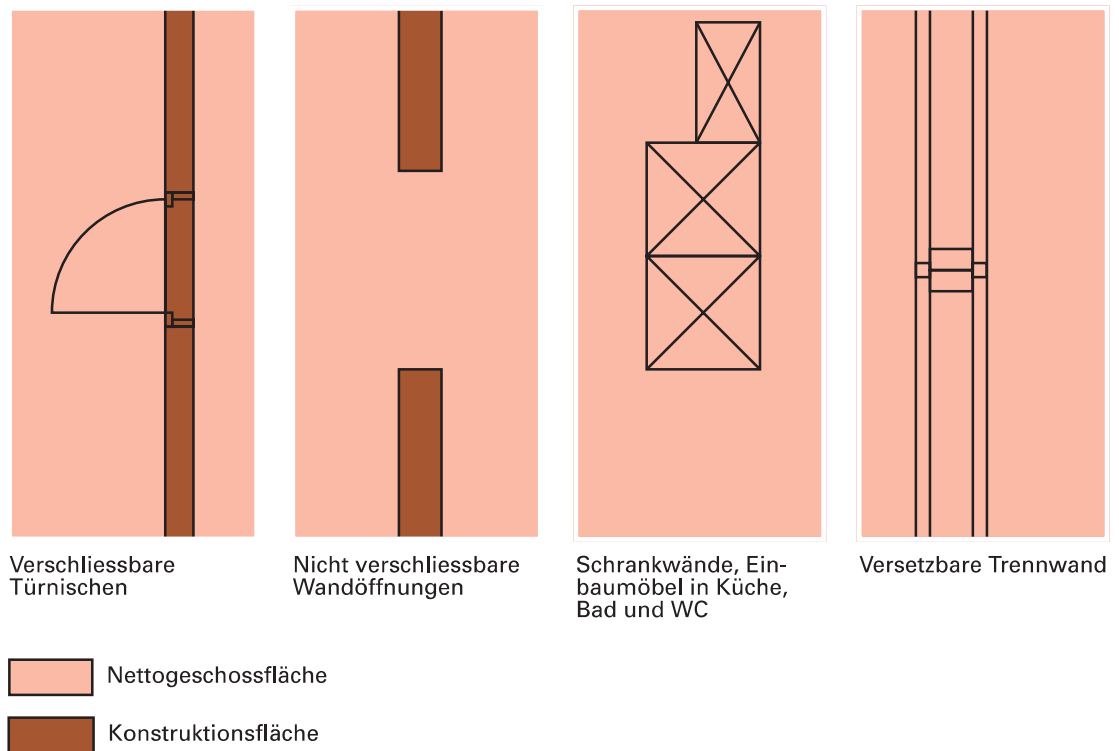 Verschliessbare
Türnischen
Nicht verschliessbare
Wandöffnungen
Schrankwände, Ein-
baumöbel in Küche,
Bad und WC
Versetzbare Trennwand
Nettogeschossfläche
Konstruktionsfläche